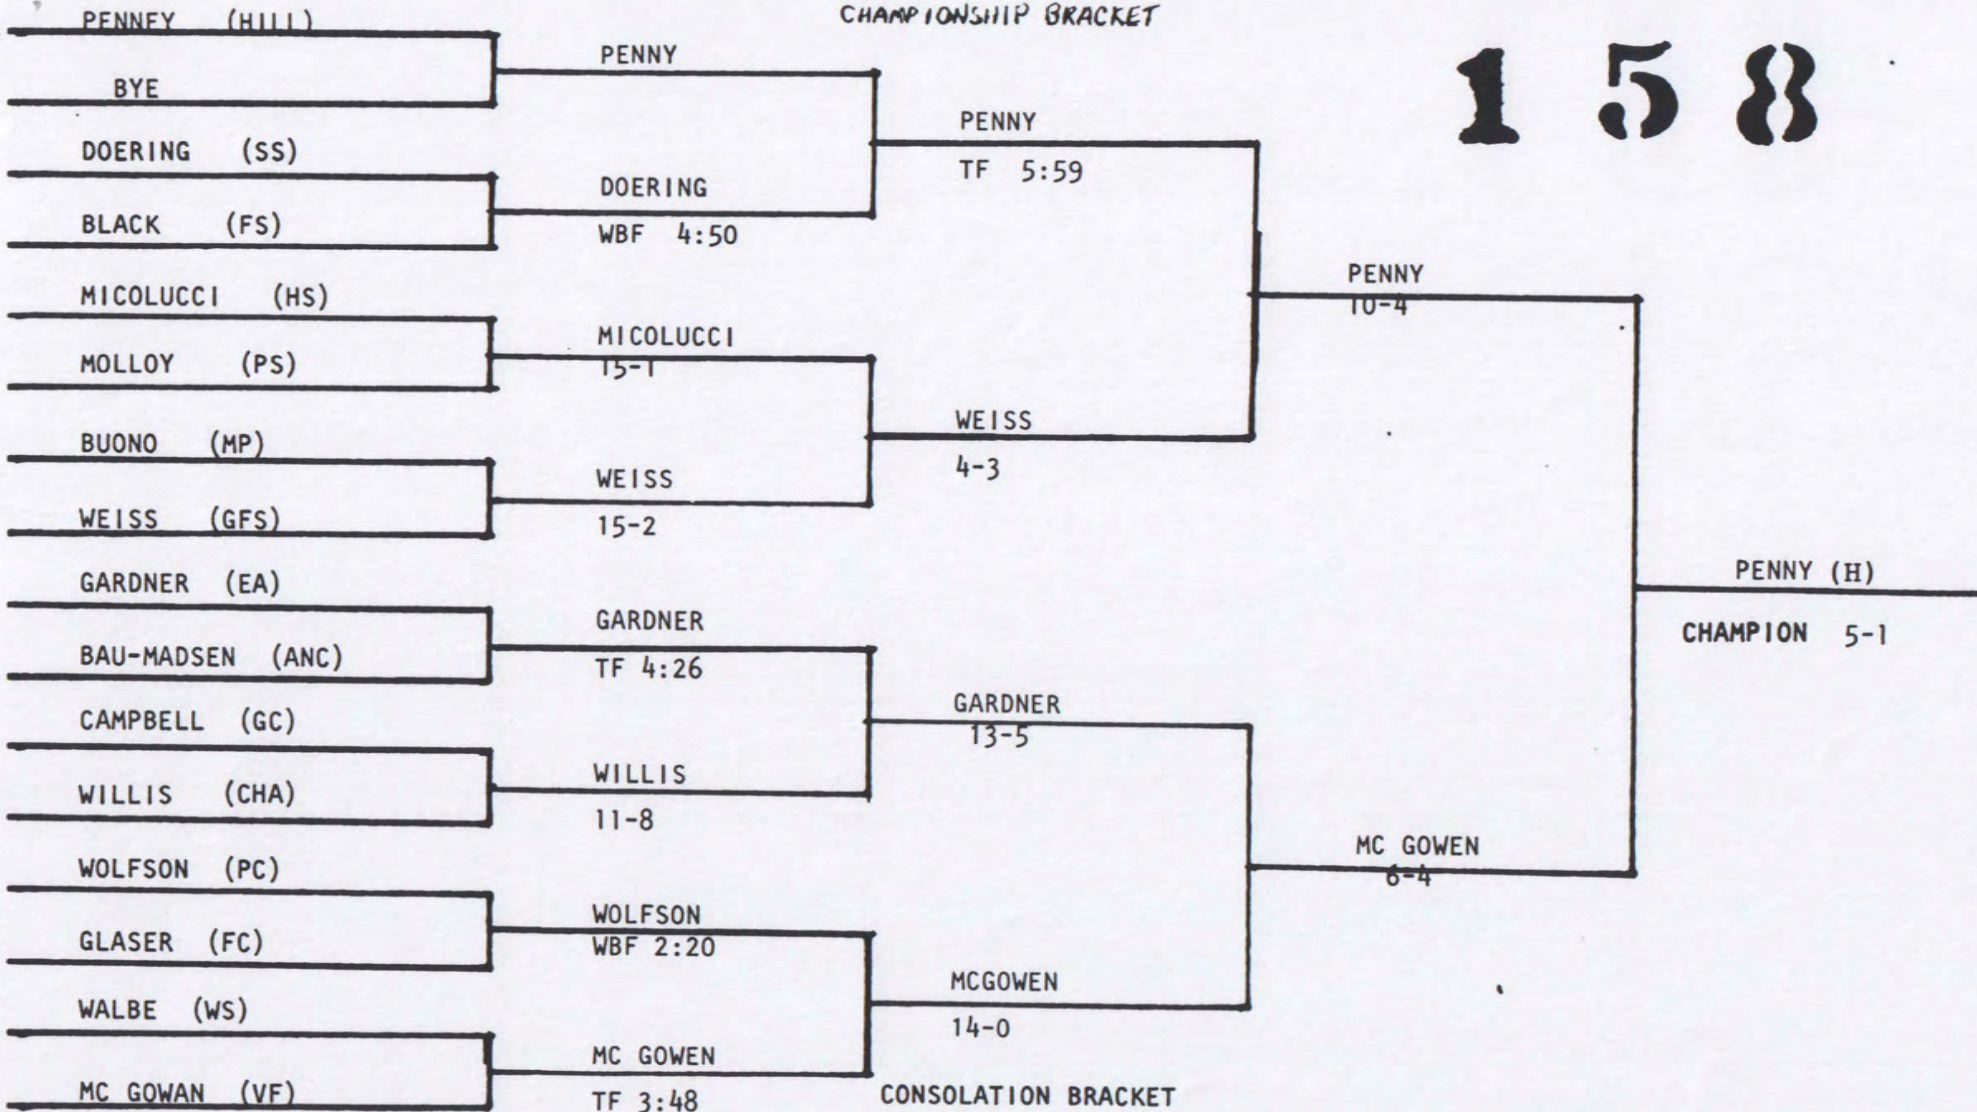 CHAMPIONSHIP BRACKET
158
PENNEY (HILL)
BYE
DOERING (SS)
BLACK (FS)
MICOLUCCI (HS)
MOLLOY (PS)
BUONO (MP)
WEISS (GFS)
GARDNER (EA)
BAU-MADSEN (ANC)
CAMPBELL (GC)
WILLIS (CHA)
WOLFSON (PC)
GLASER (FC)
WALBE (WS)
MC GOWAN (VF)
PENNY
DOERING
WBF 4:50
MICOLUCCI
15-1
WEISS
15-2
GARDNER
TF 4:26
WILLIS
11-8
WOLFSON
WBF 2:20
MC GOWEN
TF 3:48
PENNY
TF 5:59
WEISS
4-3
GARDNER
13-5
MCGOWEN
14-0
PENNY
10-4
MC GOWEN
6-4
PENNY (H)
CHAMPION 5-1
CONSOLATION BRACKET